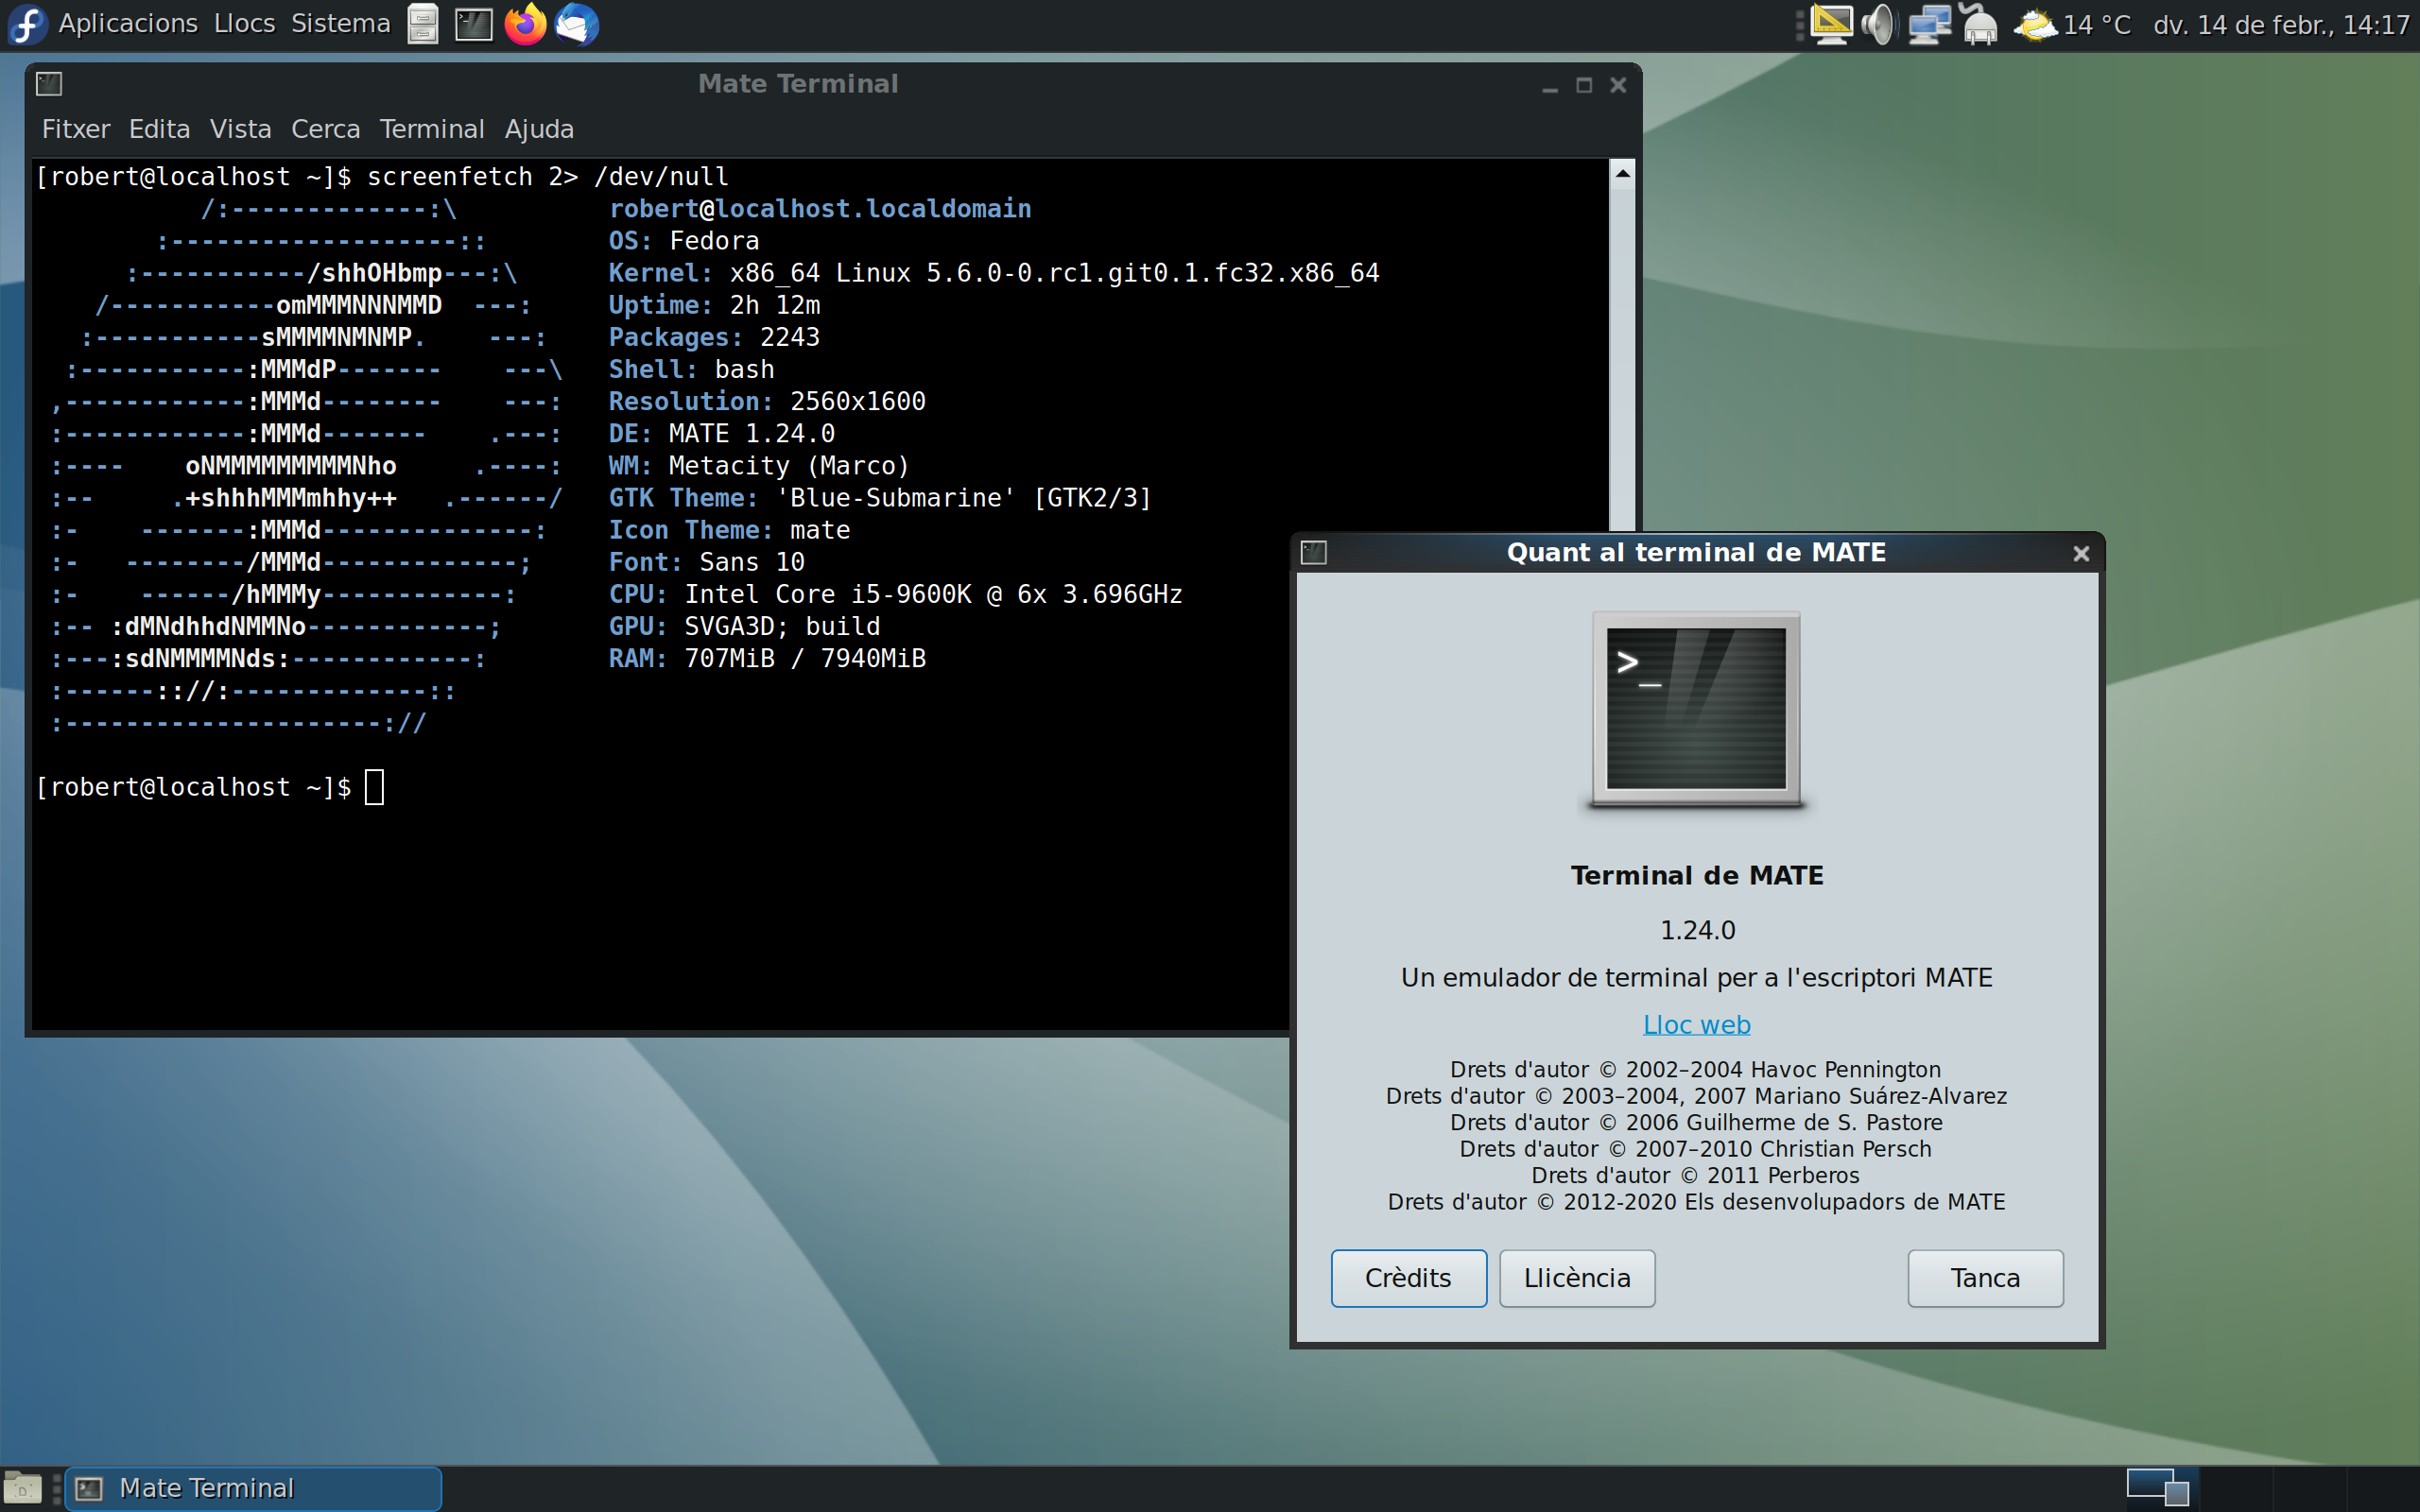 Aplicacions Llocs Sistema
14 °C dv. 14 de febr., 14:17
Mate Terminal
Fitxer Edita Vista Cerca Terminal Ajuda
[robert@localhost ~]$ screenfetch 2> /dev/null
/:-------------:\ robert@localhost.localdomain
:-------------------:: OS: Fedora
:-----------/shhOHbmp---:\ Kernel: x86_64 Linux 5.6.0-0.rc1.git0.1.fc32.x86_64
/-----------omMMMNNNMMD ---: Uptime: 2h 12m
:-----------sMMMMNMNMP. ---: Packages: 2243
:-----------:MMMdP------- ---\ Shell: bash
,------------:MMMd-------- ---: Resolution: 2560x1600
:------------:MMMd------- .---: DE: MATE 1.24.0
:---- oNMMMMMMMMMNho .----: WM: Metacity (Marco)
:-- .+shhhMMMmhhy++ .------/ GTK Theme: 'Blue-Submarine' [GTK2/3]
:- -------:MMMd--------------: Icon Theme: mate
:- --------/MMMd-------------; Font: Sans 10
:- ------/hMMMy------------: CPU: Intel Core i5-9600K @ 6x 3.696GHz
:-- :dMNdhhdNMMNo------------; GPU: SVGA3D; build
:---:sdNMMMMNds:------------: RAM: 707MiB / 7940MiB
:------:://:-------------::
:---------------------://
[robert@localhost ~]$
Quant al terminal de MATE
>_
Terminal de MATE
1.24.0
Un emulador de terminal per a l'escriptori MATE
Lloc web
Drets d'autor © 2002–2004 Havoc Pennington
Drets d'autor © 2003–2004, 2007 Mariano Suárez-Alvarez
Drets d'autor © 2006 Guilherme de S. Pastore
Drets d'autor © 2007–2010 Christian Persch
Drets d'autor © 2011 Perberos
Drets d'autor © 2012-2020 Els desenvolupadors de MATE
Crèdits Llicència Tanca
Mate Terminal